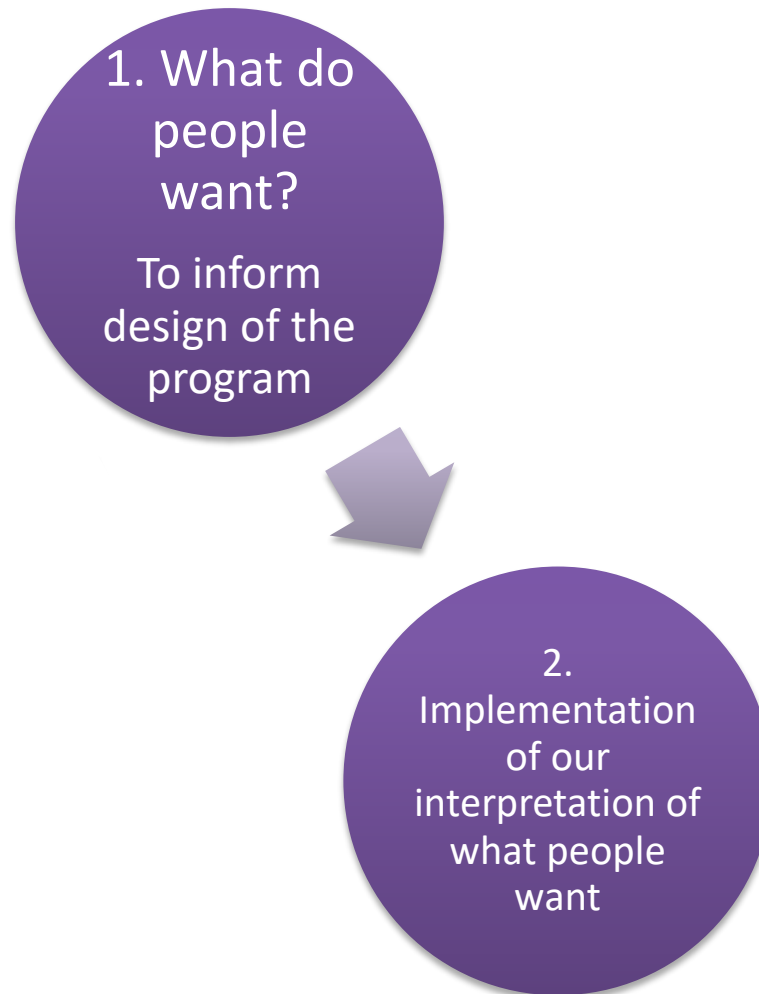 1. What do
people
want?
To inform
design of the
program
2.
Implementation
of our
interpretation of
what people
want